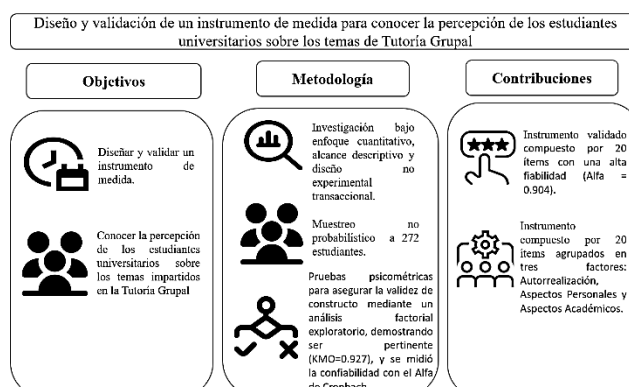 Diseño y validación de un instrumento de medida para conocer la percepción de los estudiantes
universitarios sobre los temas de Tutoría Grupal
Objetivos
Diseñar y validar un
instrumento de
medida.
Conocer la percepción
de los estudiantes
universitarios sobre
los temas impartidos
en la Tutoría Grupal
Metodología
Investigación bajo
enfoque cuantitativo,
alcance descriptivo y
diseño no
experimental
transaccional.
Muestreo no
probabilístico a 272
estudiantes.
Pruebas psicométricas
para asegurar la validez de
constructo mediante un
análisis factorial
exploratorio, demostrando
ser pertinente
(KMO=0.927), y se midió
la confiabilidad con el Alfa
de Cronbach
Contribuciones
Instrumento validado
compuesto por 20
ítems con una alta
fiabilidad (Alfa =
0.904).
Instrumento
compuesto por 20
ítems agrupados en
tres factores:
Autorrealización,
Aspectos Personales y
Aspectos Académicos.